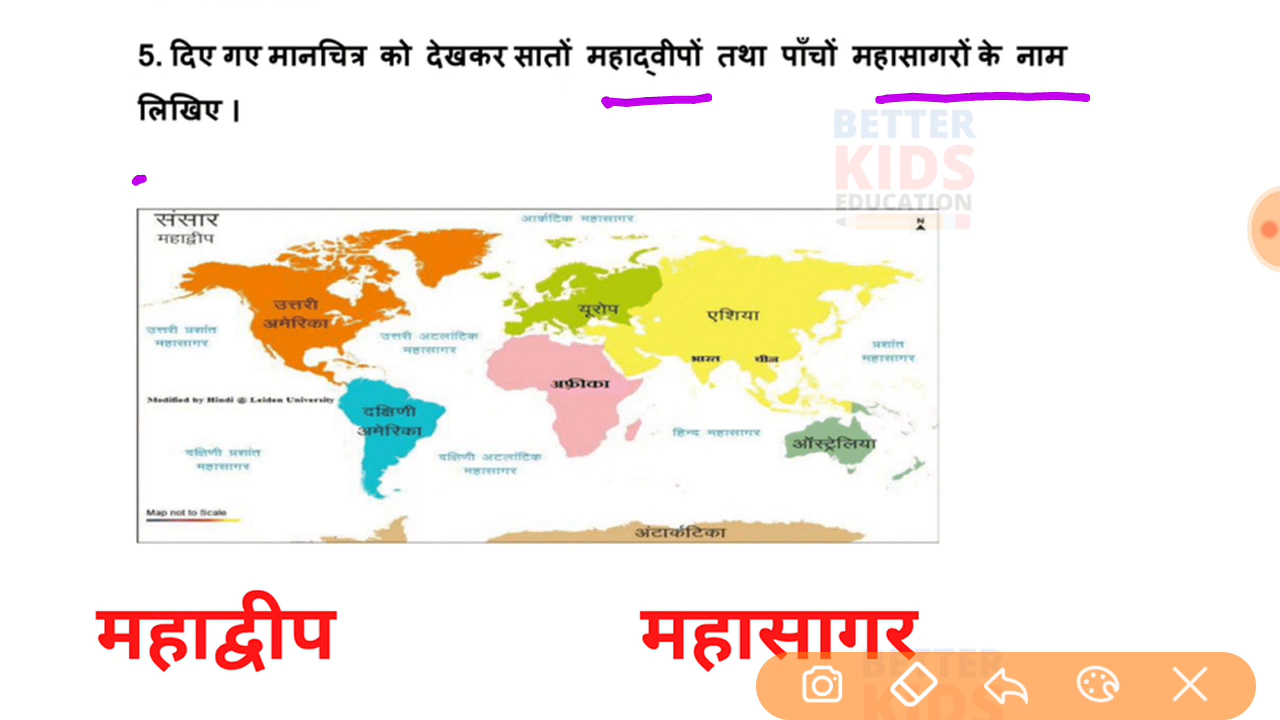 5. दिए गए मानचित्र को देखकर सातों महाद्वीपों तथा पाँचों महासागरों के नाम
लिखिए |
BETTER
KIDS
EDUCATION
संसार
महाद्वीप
आर्कटिक महासागर
N
उत्तरी
अमेरिका
यूरोप
एशिया
उत्तरी प्रशांत
महासागर
उत्तरी अटलांटिक
महासागर
प्रशांत
महासागर
भारत
चीन
अफ़्रीका
Modified by Hindi @ Leiden University
दक्षिणी
अमेरिका
हिन्द महासागर
ऑस्ट्रेलिया
दक्षिणी प्रशांत
महासागर
दक्षिणी अटलांटिक
महासागर
Map not to Scale
अंटार्कटिका
महाद्वीप
महासागर
BETTER
KIDS